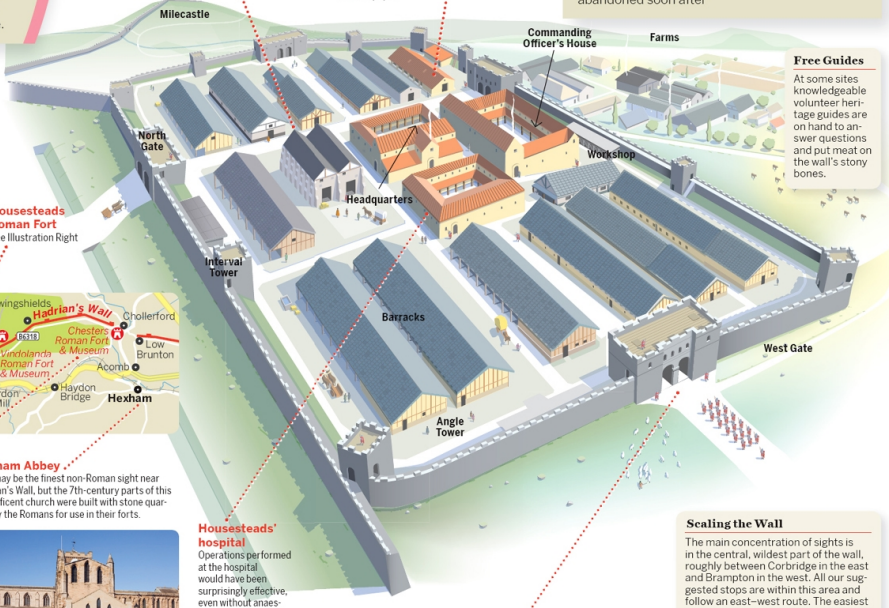 abandoned soon after
Milecastle
Commanding
Officer's House
Farms
Free Guides
At some sites
knowledgeable
volunteer heri-
tage guides are
on hand to an-
swer questions
and put meat on
the wall's stony
bones.
North
Gate
Workshop
Headquarters
ousesteads
oman Fort
e Illustration Right
Interval
Tower
Barracks
West Gate
Angle
Tower
wingshields
Hadrian's Wall
Chollerford
B6318
Chesters
Roman Fort
& Museum
Low
Brunton
Vindolanda
Roman Fort
& Museum
Acomb
Haydon
Bridge
rdon
Mill
Hexham
ham Abbey
may be the finest non-Roman sight near
an's Wall, but the 7th-century parts of this
ificent church were built with stone quar-
y the Romans for use in their forts.
Housesteads'
hospital
Operations performed
at the hospital
would have been
surprisingly effective,
even without anaes-
Scaling the Wall
The main concentration of sights is
in the central, wildest part of the wall,
roughly between Corbridge in the east
and Brampton in the west. All our sug-
gested stops are within this area and
follow an east–west route. The easiest